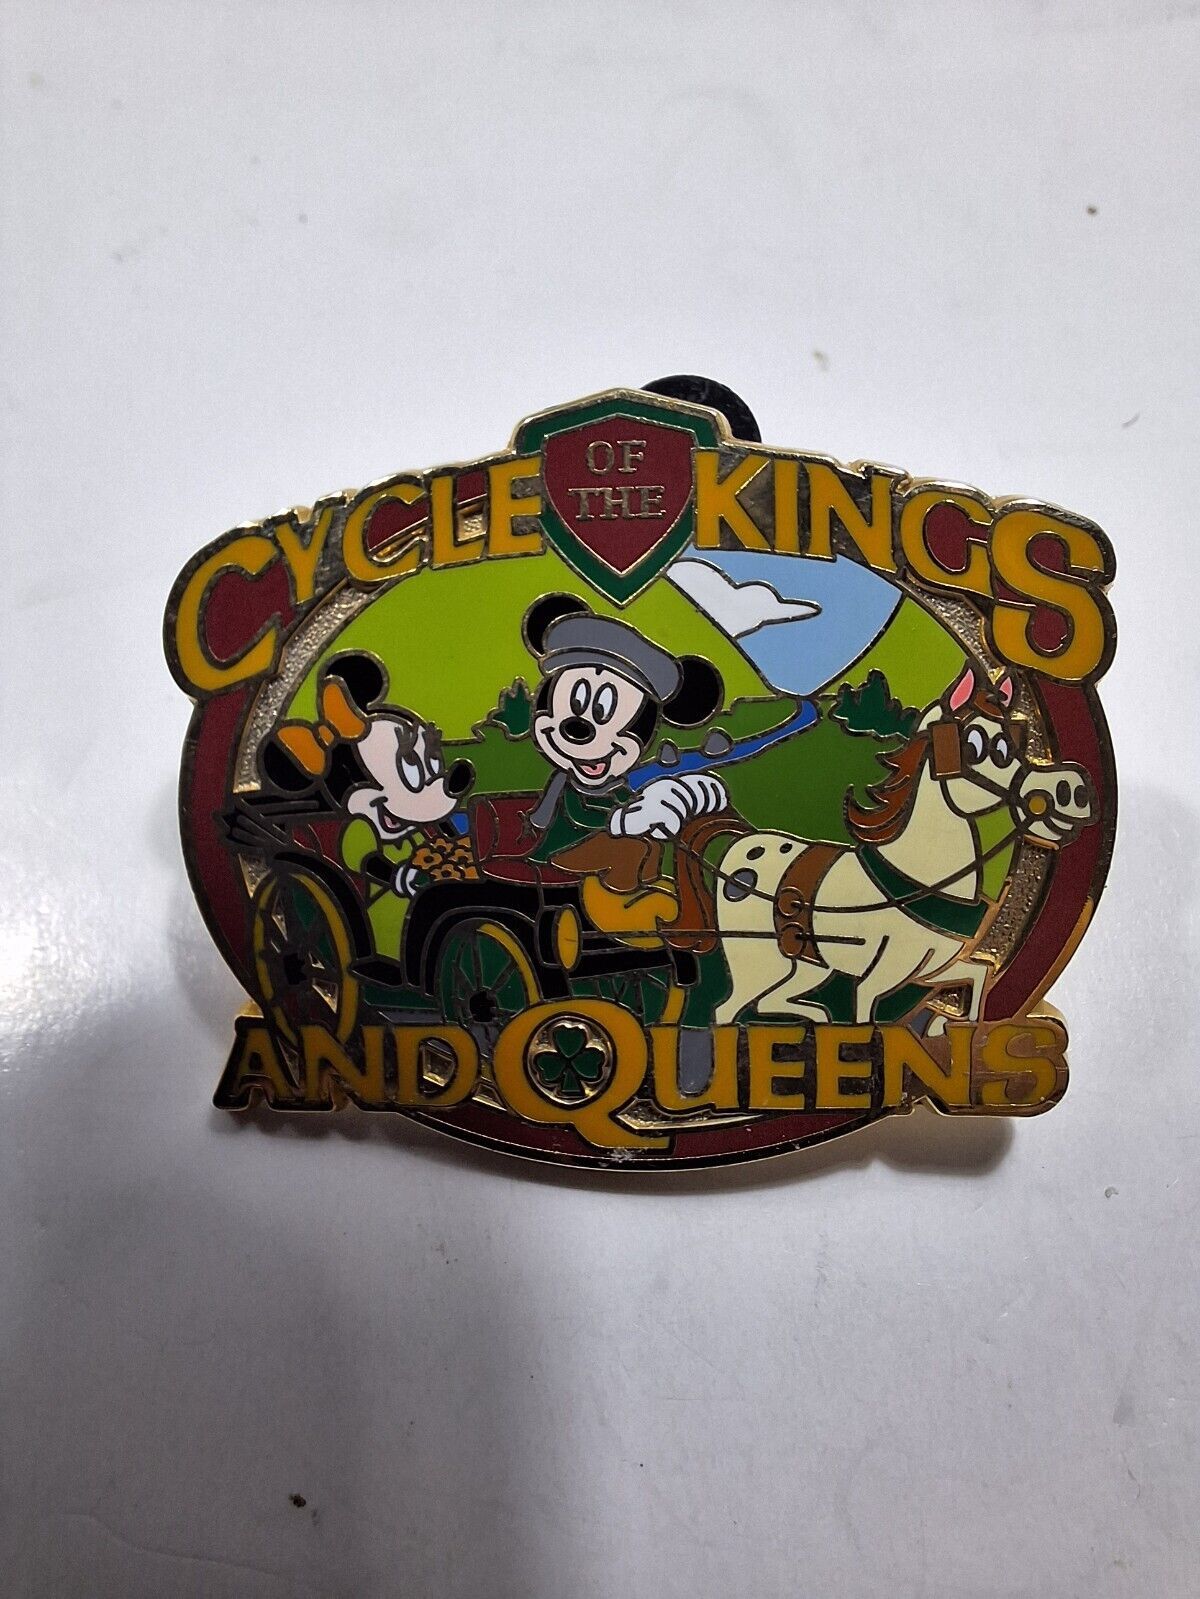 CYCLE OF THE KINGS
AND QUEENS